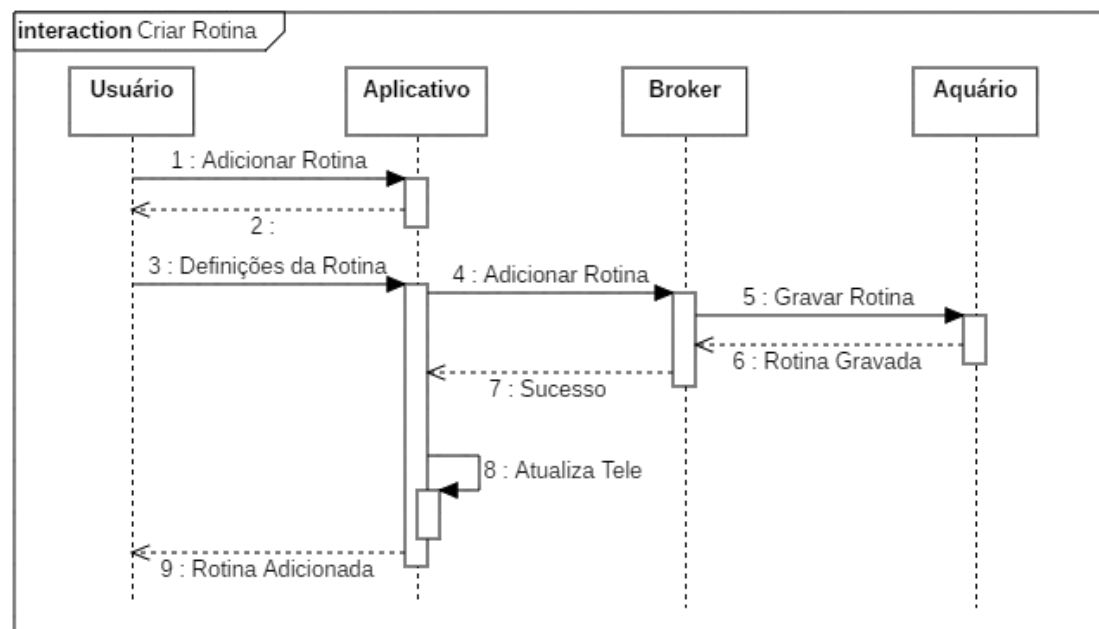 interaction Criar Rotina
Usuário
Aplicativo
Broker
Aquário
1 : Adicionar Rotina
2 :
3 : Definições da Rotina
4 : Adicionar Rotina
5 : Gravar Rotina
6 : Rotina Gravada
7 : Sucesso
8 : Atualiza Tele
9 : Rotina Adicionada